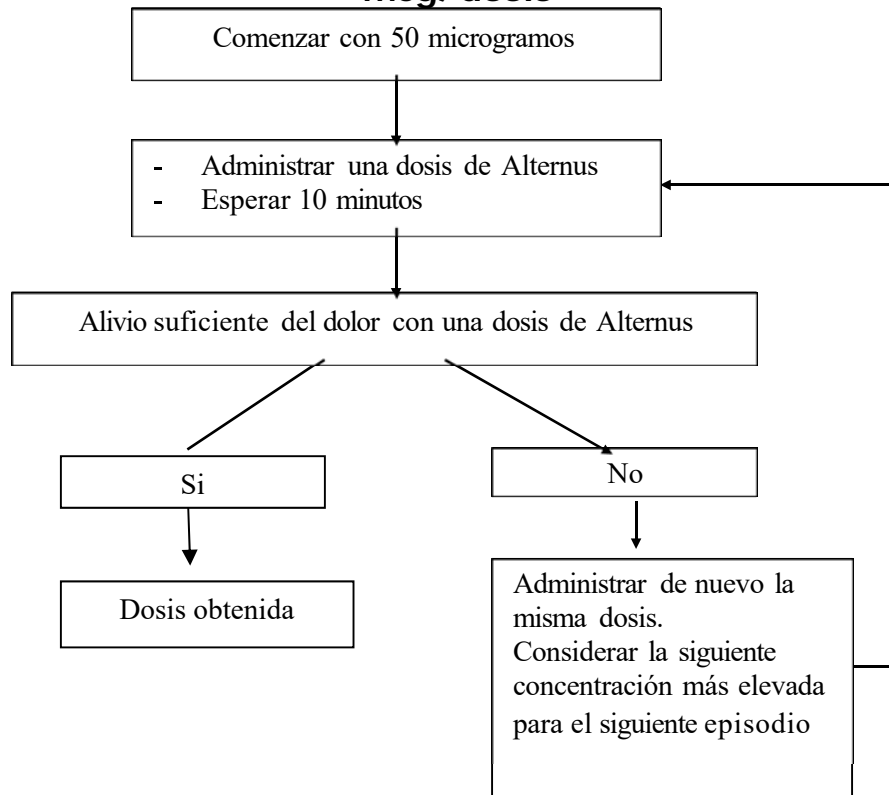 Comenzar con 50 microgramos
- Administrar una dosis de Alternus
- Esperar 10 minutos
Alivio suficiente del dolor con una dosis de Alternus
Si
No
Dosis obtenida
Administrar de nuevo la
misma dosis.
Considerar la siguiente
concentración más elevada
para el siguiente episodio